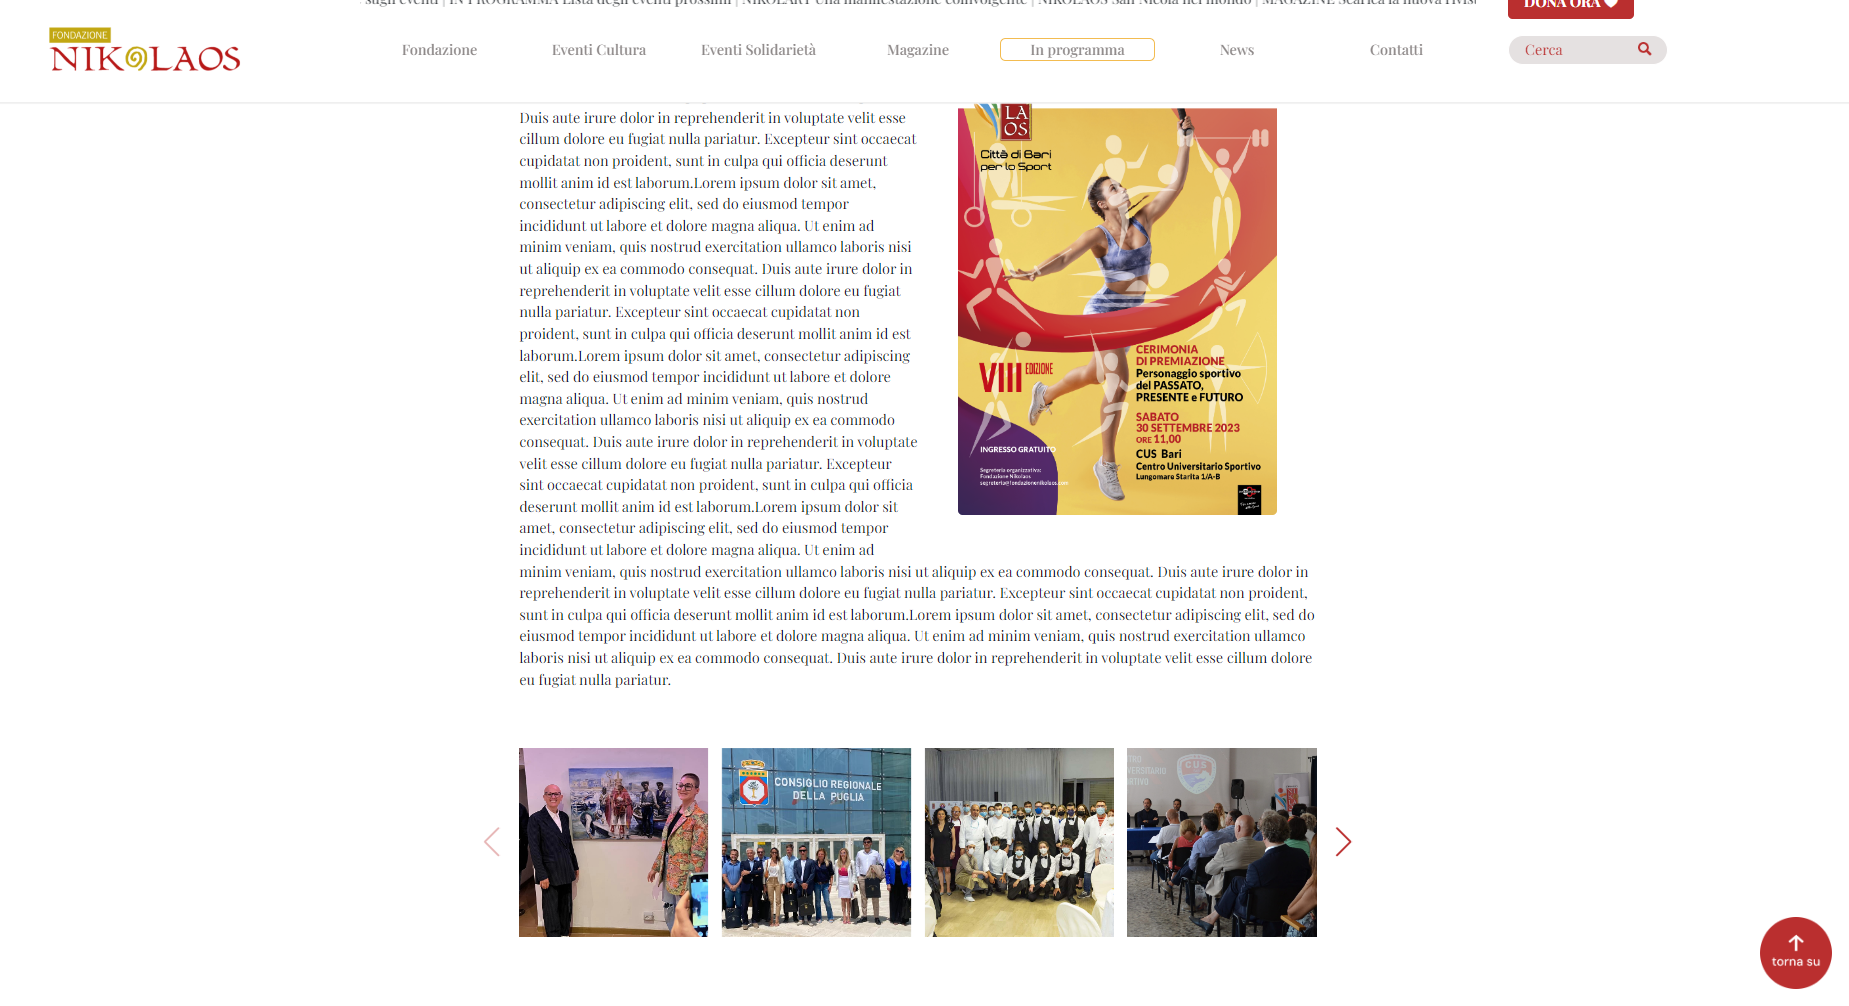 sugli eventi | IN PROGRAMMA Lista degli eventi prossimi | NIKOLART Una manifestazione coinvolgente | NIKOLAOS San Nicola nel mondo | MAGAZINE Scarica la nuova rivis
DONA ORA
FONDAZIONE
NIKOLAOS
Fondazione
Eventi Cultura
Eventi Solidarietà
Magazine
In programma
News
Contatti
Cerca
Duis aute irure dolor in reprehenderit in voluptate velit esse
cillum dolore eu fugiat nulla pariatur. Excepteur sint occaecat
cupidatat non proident, sunt in culpa qui officia deserunt
mollit anim id est laborum.Lorem ipsum dolor sit amet,
consectetur adipiscing elit, sed do eiusmod tempor
incididunt ut labore et dolore magna aliqua. Ut enim ad
minim veniam, quis nostrud exercitation ullamco laboris nisi
ut aliquip ex ea commodo consequat. Duis aute irure dolor in
reprehenderit in voluptate velit esse cillum dolore eu fugiat
nulla pariatur. Excepteur sint occaecat cupidatat non
proident, sunt in culpa qui officia deserunt mollit anim id est
laborum.Lorem ipsum dolor sit amet, consectetur adipiscing
elit, sed do eiusmod tempor incididunt ut labore et dolore
magna aliqua. Ut enim ad minim veniam, quis nostrud
exercitation ullamco laboris nisi ut aliquip ex ea commodo
consequat. Duis aute irure dolor in reprehenderit in voluptate
velit esse cillum dolore eu fugiat nulla pariatur. Excepteur
sint occaecat cupidatat non proident, sunt in culpa qui officia
deserunt mollit anim id est laborum.Lorem ipsum dolor sit
amet, consectetur adipiscing elit, sed do eiusmod tempor
incididunt ut labore et dolore magna aliqua. Ut enim ad
minim veniam, quis nostrud exercitation ullamco laboris nisi ut aliquip ex ea commodo consequat. Duis aute irure dolor in
reprehenderit in voluptate velit esse cillum dolore eu fugiat nulla pariatur. Excepteur sint occaecat cupidatat non proident,
sunt in culpa qui officia deserunt mollit anim id est laborum.Lorem ipsum dolor sit amet, consectetur adipiscing elit, sed do
eiusmod tempor incididunt ut labore et dolore magna aliqua. Ut enim ad minim veniam, quis nostrud exercitation ullamco
laboris nisi ut aliquip ex ea commodo consequat. Duis aute irure dolor in reprehenderit in voluptate velit esse cillum dolore
eu fugiat nulla pariatur.
LA
OS
Città di Bari
per lo Sport
VIII EDIZIONE
CERIMONIA
DI PREMIAZIONE
Personaggio sportivo
del PASSATO,
PRESENTE e FUTURO
SABATO
30 SETTEMBRE 2023
ORE 11,00
CUS Bari
Centro Universitario Sportivo
Lungomare Starita 1/A-B
INGRESSO GRATUITO
Segreteria organizzativa:
Fondazione Nikolaos
segreteria@fondazionenikolaos.com
CONSIGLIO REGIONALE
DELLA PUGLIA
CUS
torna su